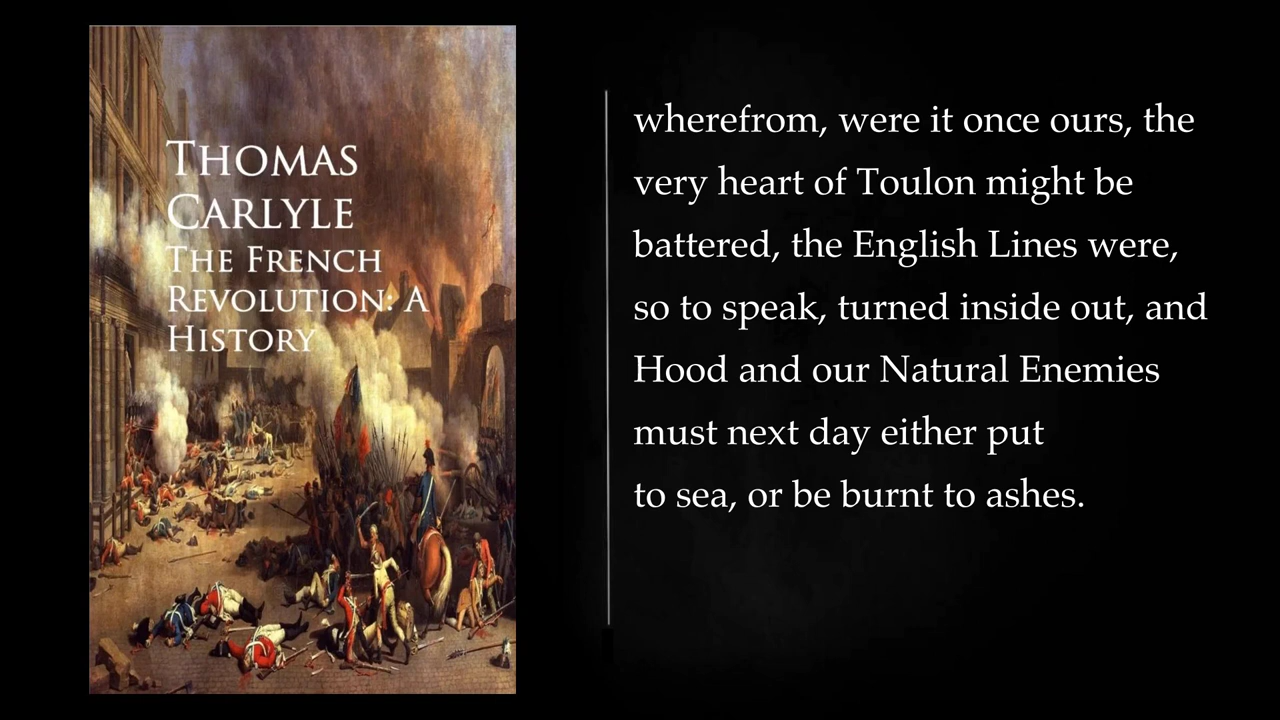 THOMAS
CARLYLE
THE FRENCH
REVOLUTION: A
HISTORY
wherefrom, were it once ours, the
very heart of Toulon might be
battered, the English Lines were,
so to speak, turned inside out, and
Hood and our Natural Enemies
must next day either put
to sea, or be burnt to ashes.